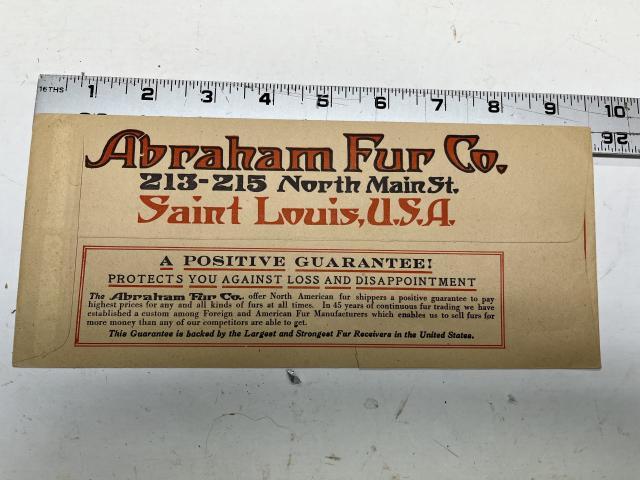 16THS 1 2 3 4 5 6 7 8 9 10
26
Abraham Fur Co.
213-215 North Main St.
Saint Louis, U.S.A.
A POSITIVE GUARANTEE!
PROTECTS YOU AGAINST LOSS AND DISAPPOINTMENT
The Abraham Fur Co. offer North American fur shippers a positive guarantee to pay
highest prices for any and all kinds of furs at all times. In 45 years of continuous fur trading we have
established a custom among Foreign and American Fur Manufacturers which enables us to sell furs for
more money than any of our competitors are able to get.
This Guarantee is backed by the Largest and Strongest Fur Receivers in the United States.